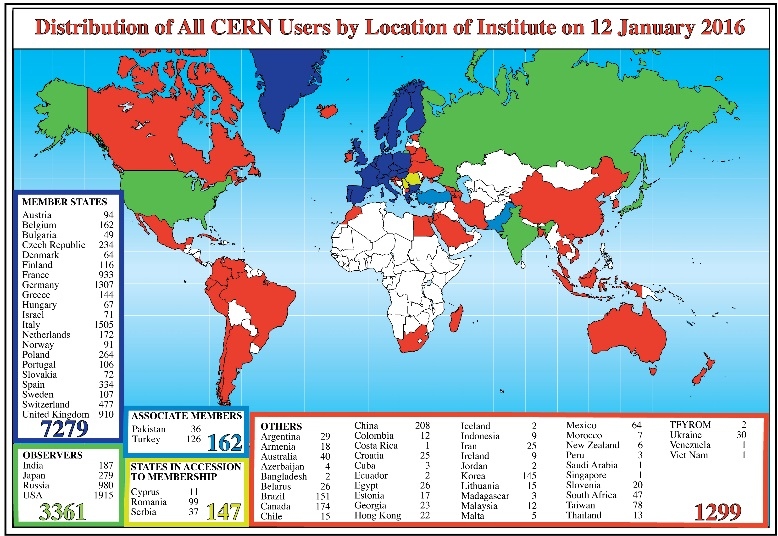 Distribution of All CERN Users by Location of Institute on 12 January 2016
MEMBER STATES
Austria 94
Belgium 162
Bulgaria 49
Czech Republic 234
Denmark 64
Finland 116
France 933
Germany 1307
Greece 144
Hungary 67
Israel 71
Italy 1505
Netherlands 172
Norway 91
Poland 264
Portugal 106
Slovakia 72
Spain 334
Sweden 107
Switzerland 477
United Kingdom 910
7279
OBSERVERS
India 187
Japan 279
Russia 980
USA 1915
3361
ASSOCIATE MEMBERS
Pakistan 36
Turkey 126
162
STATES IN ACCESSION
TO MEMBERSHIP
Cyprus 11
Romania 99
Serbia 37
147
OTHERS
Argentina 29
Armenia 18
Australia 40
Azerbaijan 4
Bangladesh 2
Belarus 26
Brazil 151
Canada 174
Chile 15
China 208
Colombia 12
Costa Rica 1
Croatia 25
Cuba 3
Ecuador 2
Egypt 26
Estonia 17
Georgia 23
Hong Kong 22
Iceland 2
Indonesia 9
Iran 25
Ireland 9
Jordan 2
Korea 145
Lithuania 15
Madagascar 3
Malaysia 12
Malta 5
Mexico 64
Morocco 7
New Zealand 6
Peru 3
Saudi Arabia 1
Singapore 1
Slovenia 20
South Africa 47
Taiwan 78
Thailand 13
TFYROM 2
Ukraine 30
Venezuela 1
Viet Nam 1
1299